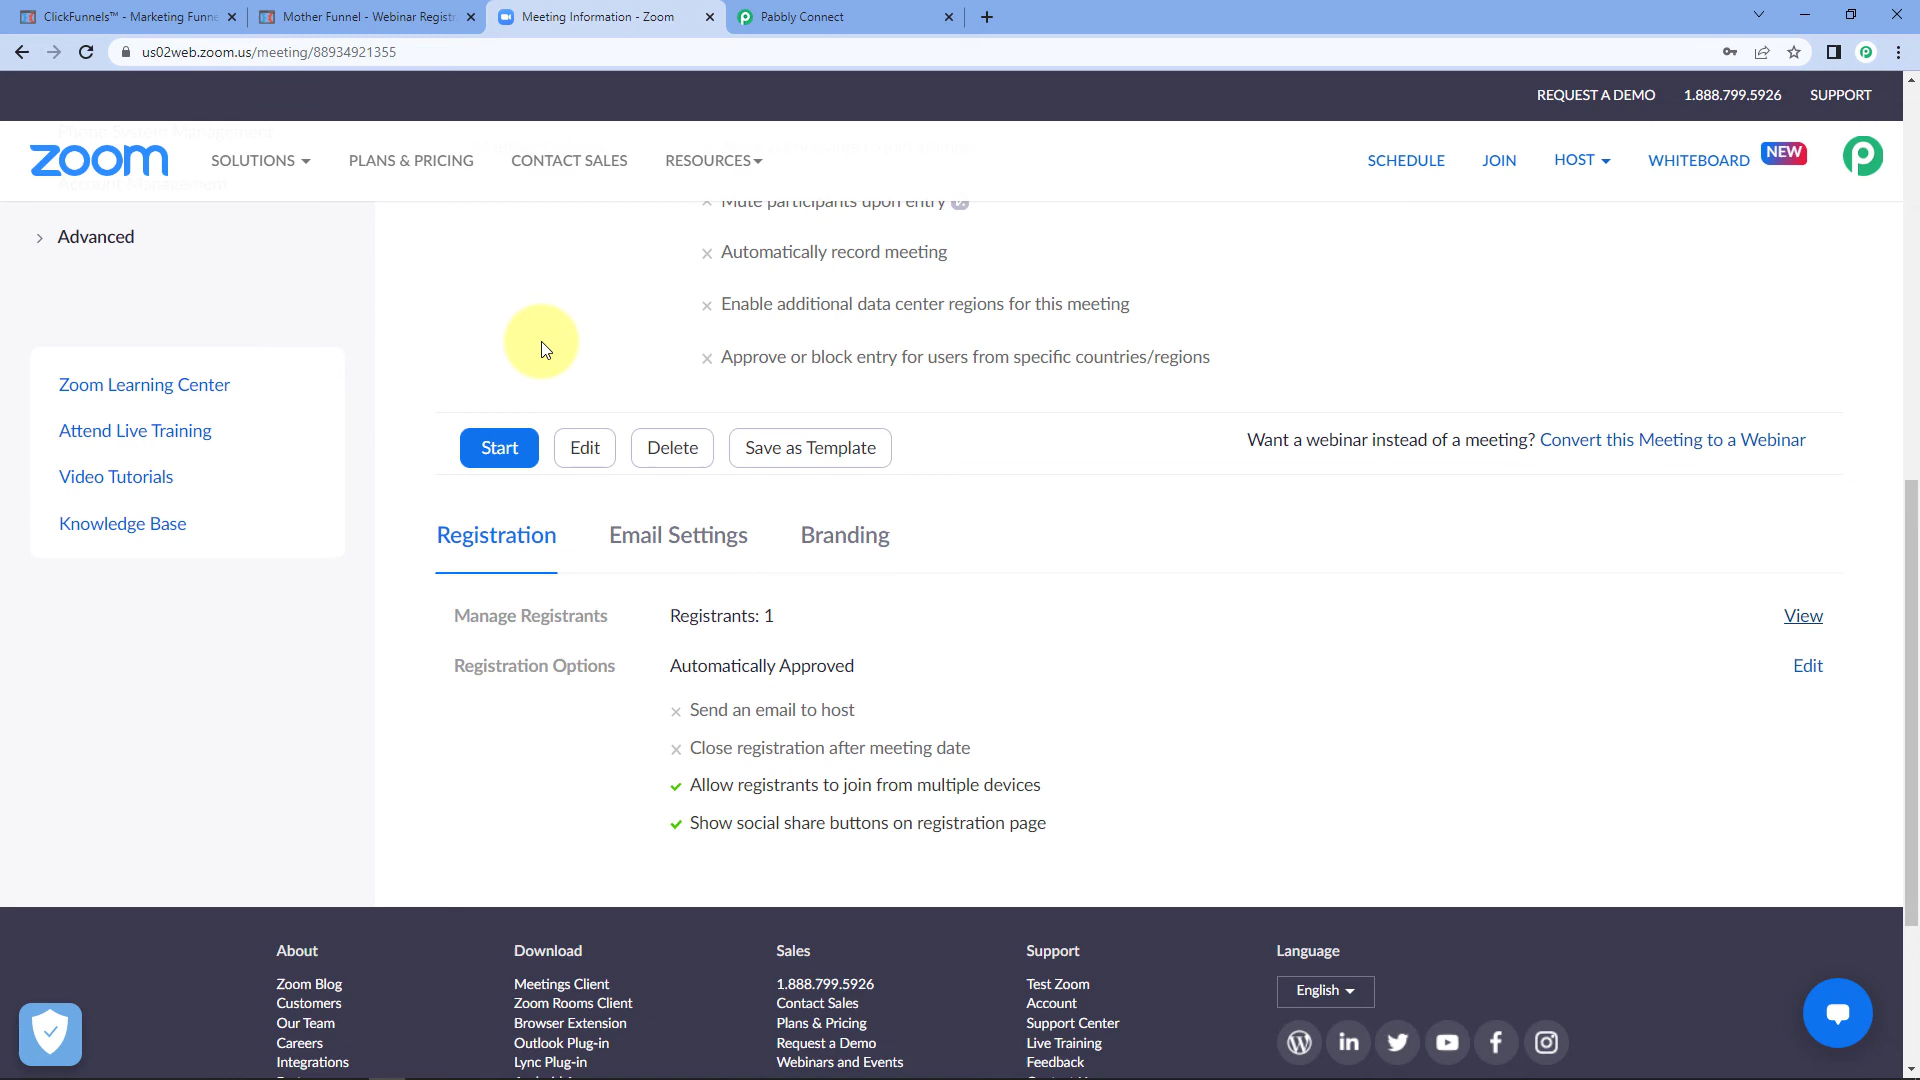 ClickFunnels™ - Marketing Funne
Mother Funnel - Webinar Registr
Meeting Information - Zoom
Pabbly Connect
us02web.zoom.us/meeting/88934921355
REQUEST A DEMO
1.888.799.5926
SUPPORT
Phone System Management
zoom
SOLUTIONS
PLANS & PRICING
CONTACT SALES
RESOURCES
SCHEDULE
JOIN
HOST
WHITEBOARD
NEW
Account Management
Advanced
Mute participants upon entry
Automatically record meeting
Enable additional data center regions for this meeting
Approve or block entry for users from specific countries/regions
Zoom Learning Center
Attend Live Training
Video Tutorials
Knowledge Base
Start
Edit
Delete
Save as Template
Want a webinar instead of a meeting? Convert this Meeting to a Webinar
Registration
Email Settings
Branding
Manage Registrants
Registrants: 1
View
Registration Options
Automatically Approved
Edit
Send an email to host
Close registration after meeting date
Allow registrants to join from multiple devices
Show social share buttons on registration page
About
Zoom Blog
Customers
Our Team
Careers
Integrations
Download
Meetings Client
Zoom Rooms Client
Browser Extension
Outlook Plug-in
Lync Plug-in
Sales
1.888.799.5926
Contact Sales
Plans & Pricing
Request a Demo
Webinars and Events
Support
Test Zoom
Account
Support Center
Live Training
Feedback
Language
English